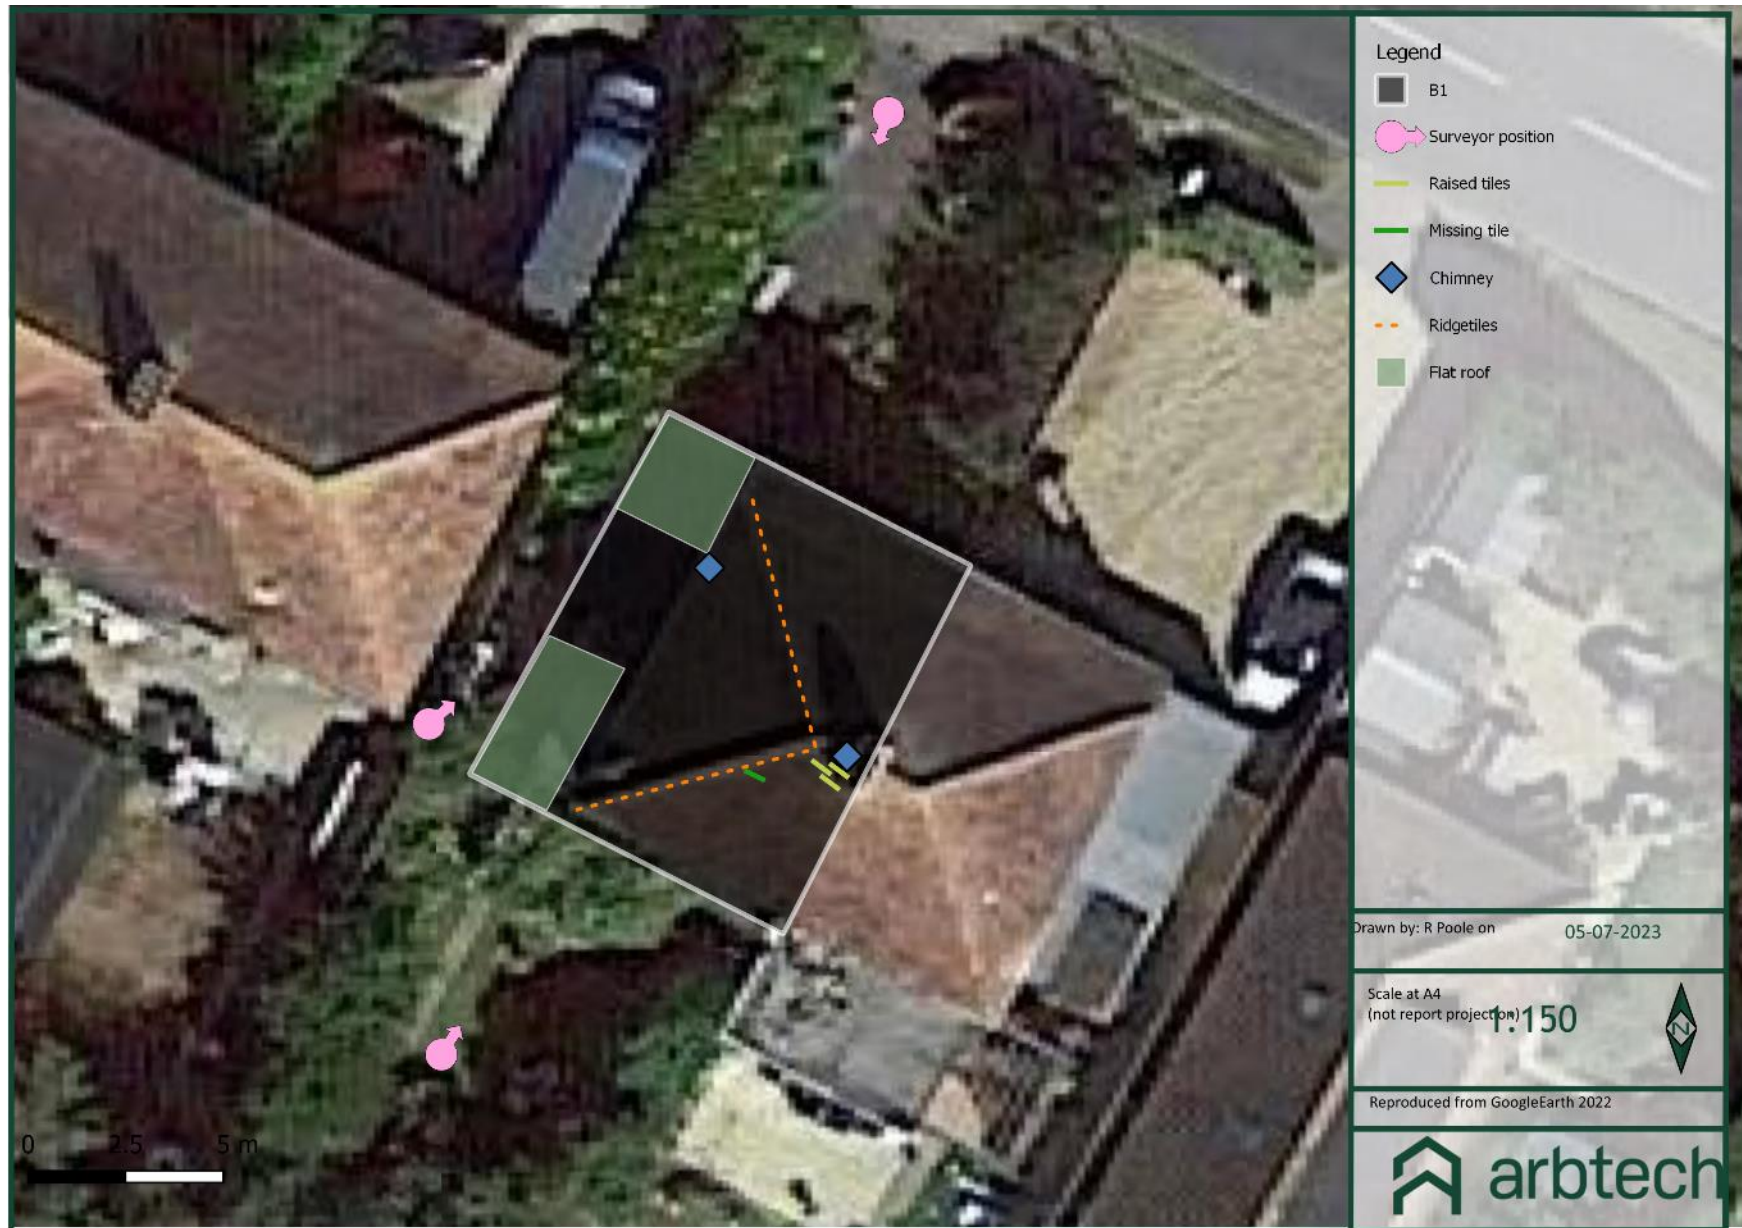 Legend
B1
Surveyor position
Raised tiles
Missing tile
Chimney
Ridgetiles
Flat roof
Drawn by: R Poole on 05-07-2023
Scale at A4
(not report projection) 1:150
N
Reproduced from GoogleEarth 2022
arbtech
0 2.5 5 m